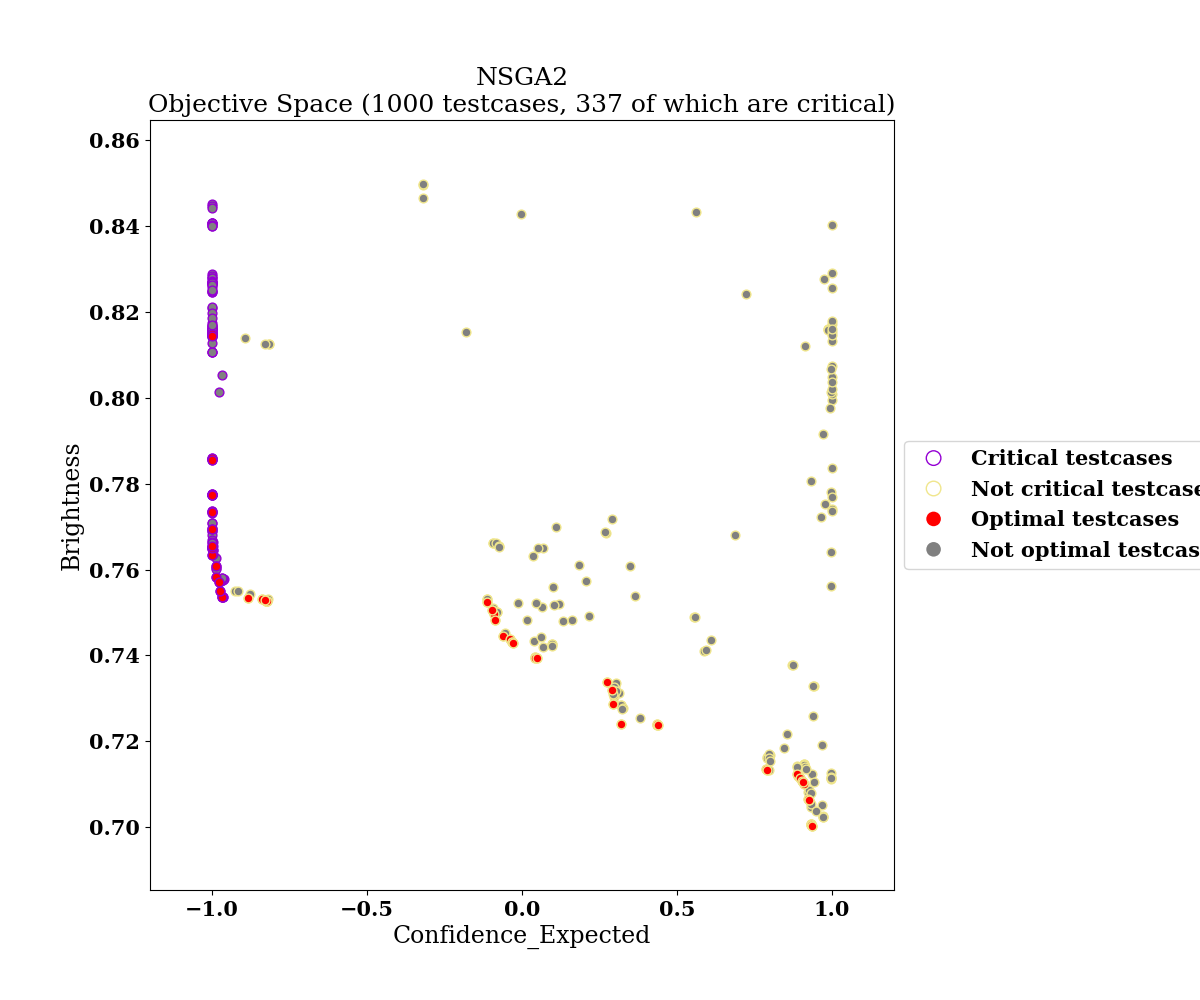 NSGA2
Objective Space (1000 testcases, 337 of which are critical)
0.86
0.84
0.82
0.80
0.78
0.76
0.74
0.72
0.70
Brightness
−1.0
−0.5
0.0
0.5
1.0
Confidence_Expected
Critical testcases
Not critical testcase
Optimal testcases
Not optimal testcas